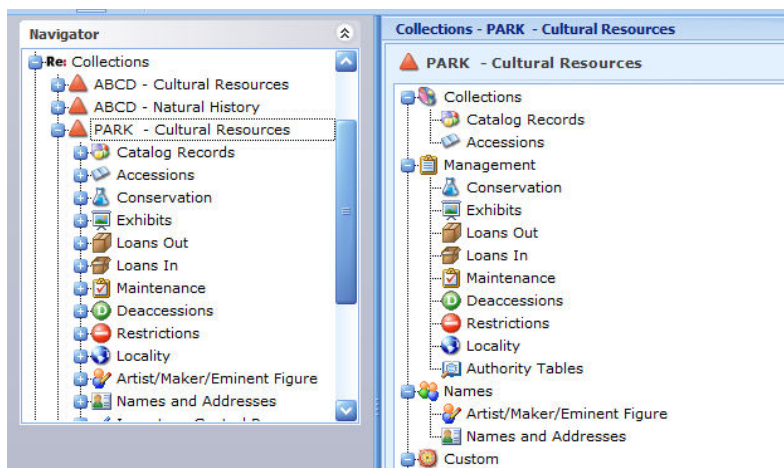 Navigator
Re: Collections
ABCD - Cultural Resources
ABCD - Natural History
PARK - Cultural Resources
Catalog Records
Accessions
Conservation
Exhibits
Loans Out
Loans In
Maintenance
Deaccessions
Restrictions
Locality
Artist/Maker/Eminent Figure
Names and Addresses
Collections - PARK - Cultural Resources
PARK - Cultural Resources
Collections
Catalog Records
Accessions
Management
Conservation
Exhibits
Loans Out
Loans In
Maintenance
Deaccessions
Restrictions
Locality
Authority Tables
Names
Artist/Maker/Eminent Figure
Names and Addresses
Custom